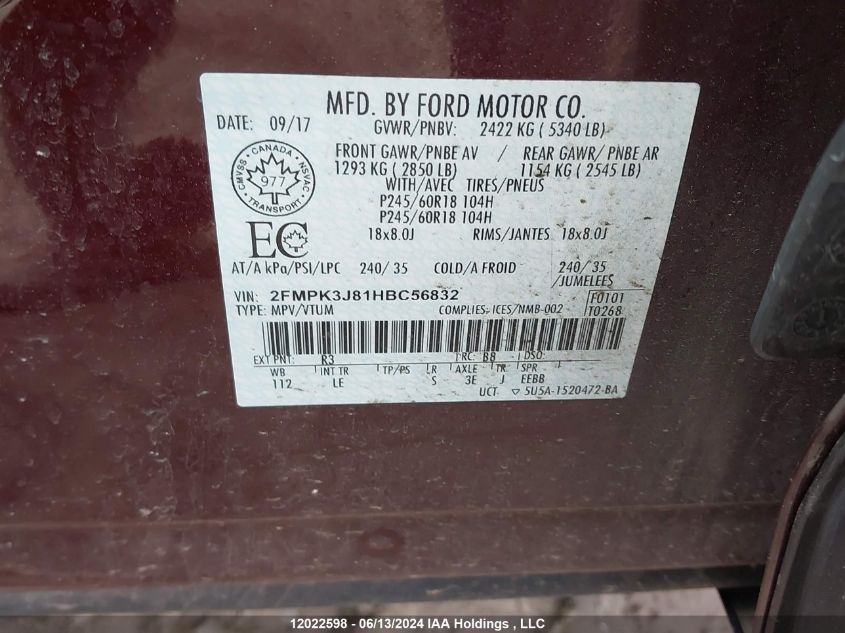 MFD. BY FORD MOTOR CO.
DATE: 09/17
GVWR/PNBV: 2422 KG ( 5340 LB)
FRONT GAWR/PNBE AV / REAR GAWR/ PNBE AR
1293 KG ( 2850 LB) 1154 KG ( 2545 LB)
WITH/AVEC TIRES/PNEUS
P245/60R18 104H
P245/60R18 104H
18x8.0J RIMS/JANTES 18x8.0J
CANADA
CMVSS NSVAC
977
TRANSPORT
EC
AT/A kPa/PSI/LPC 240/ 35 COLD/A FROID 240/ 35
/JUMELEES
VIN: 2FMPK3J81HBC56832 F0101
TYPE: MPV/VTUM COMPLIES: ICES/NMB-002 T0268
EXT PNT: R3 RC: B8 DSO:
WB INT TR TP/PS R AXLE TR SPR
112 LE S 3E J EEBB
UCT 5U5A-1520472-BA
12022598 - 06/13/2024 IAA Holdings , LLC